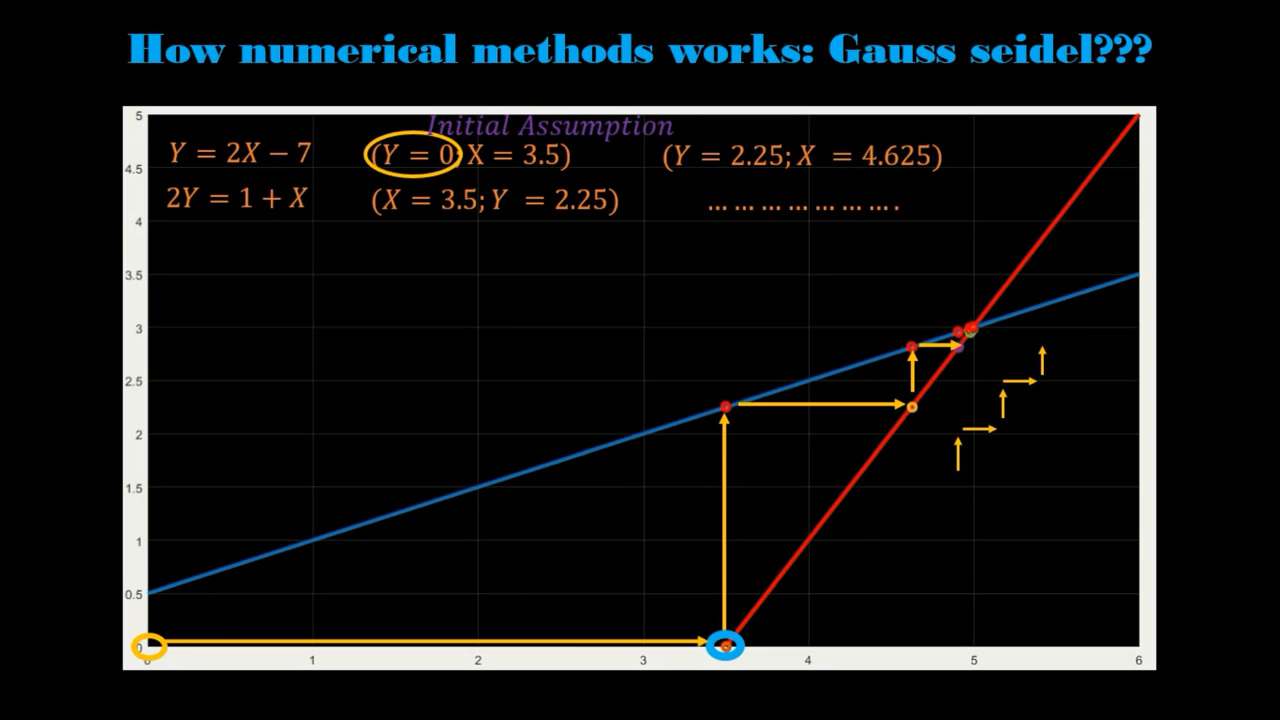 How numerical methods works: Gauss seidel???
Initial Assumption
Y = 2X − 7
(Y = 0; X = 3.5)
(Y = 2.25; X = 4.625)
2Y = 1 + X
(X = 3.5; Y = 2.25)
… … … … … … … .
5
4.5
4
3.5
3
2.5
2
1.5
1
0.5
0
0 1 2 3 4 5 6